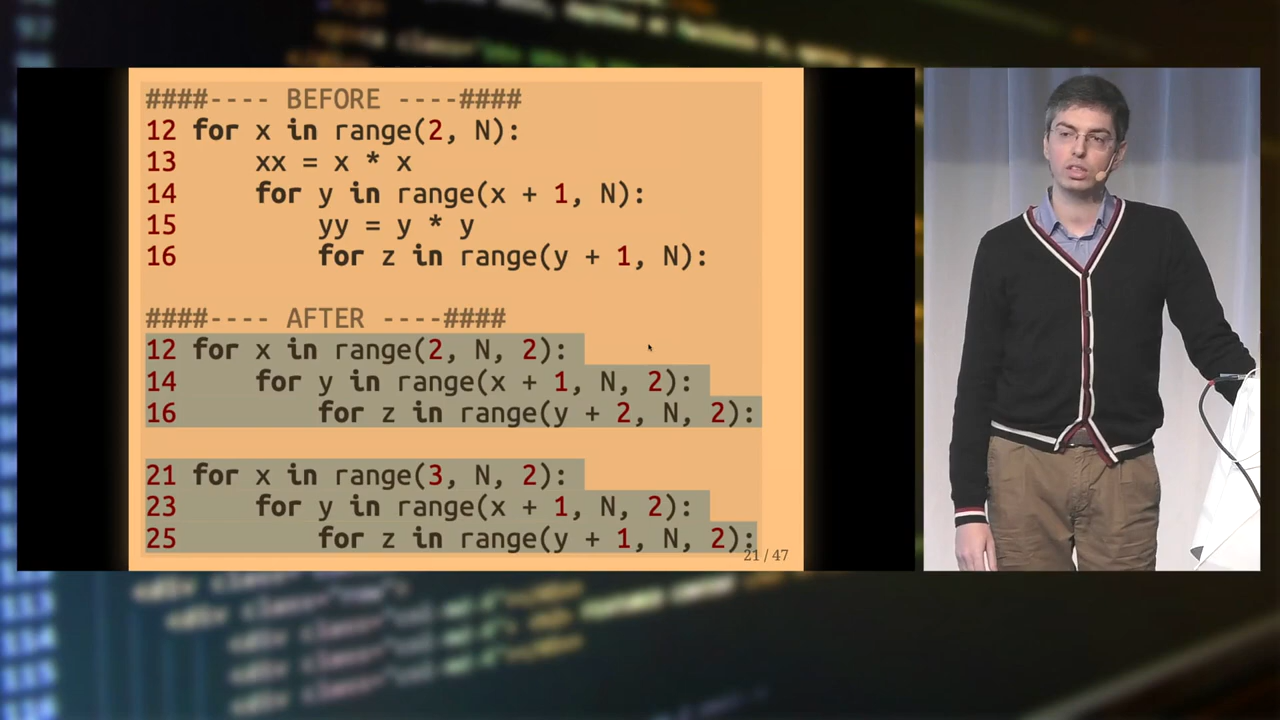 ####---- BEFORE ----####
12 for x in range(2, N):
13     xx = x * x
14     for y in range(x + 1, N):
15         yy = y * y
16         for z in range(y + 1, N):
####---- AFTER ----####
12 for x in range(2, N, 2):
14     for y in range(x + 1, N, 2):
16         for z in range(y + 2, N, 2):
21 for x in range(3, N, 2):
23     for y in range(x + 1, N, 2):
25         for z in range(y + 1, N, 2):
21 / 47